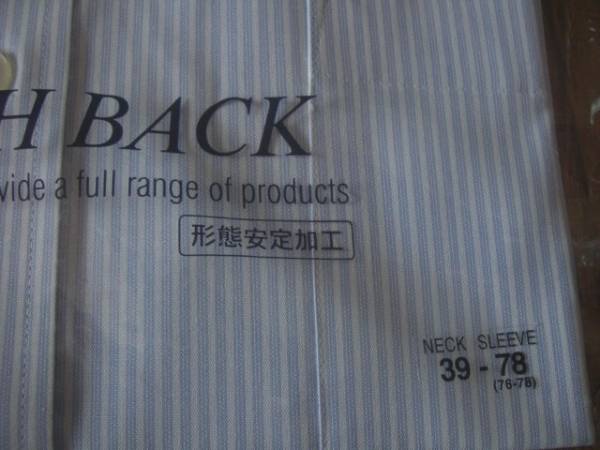 H BACK
vide a full range of products
形態安定加工
NECK SLEEVE
39 - 78
(76-78)